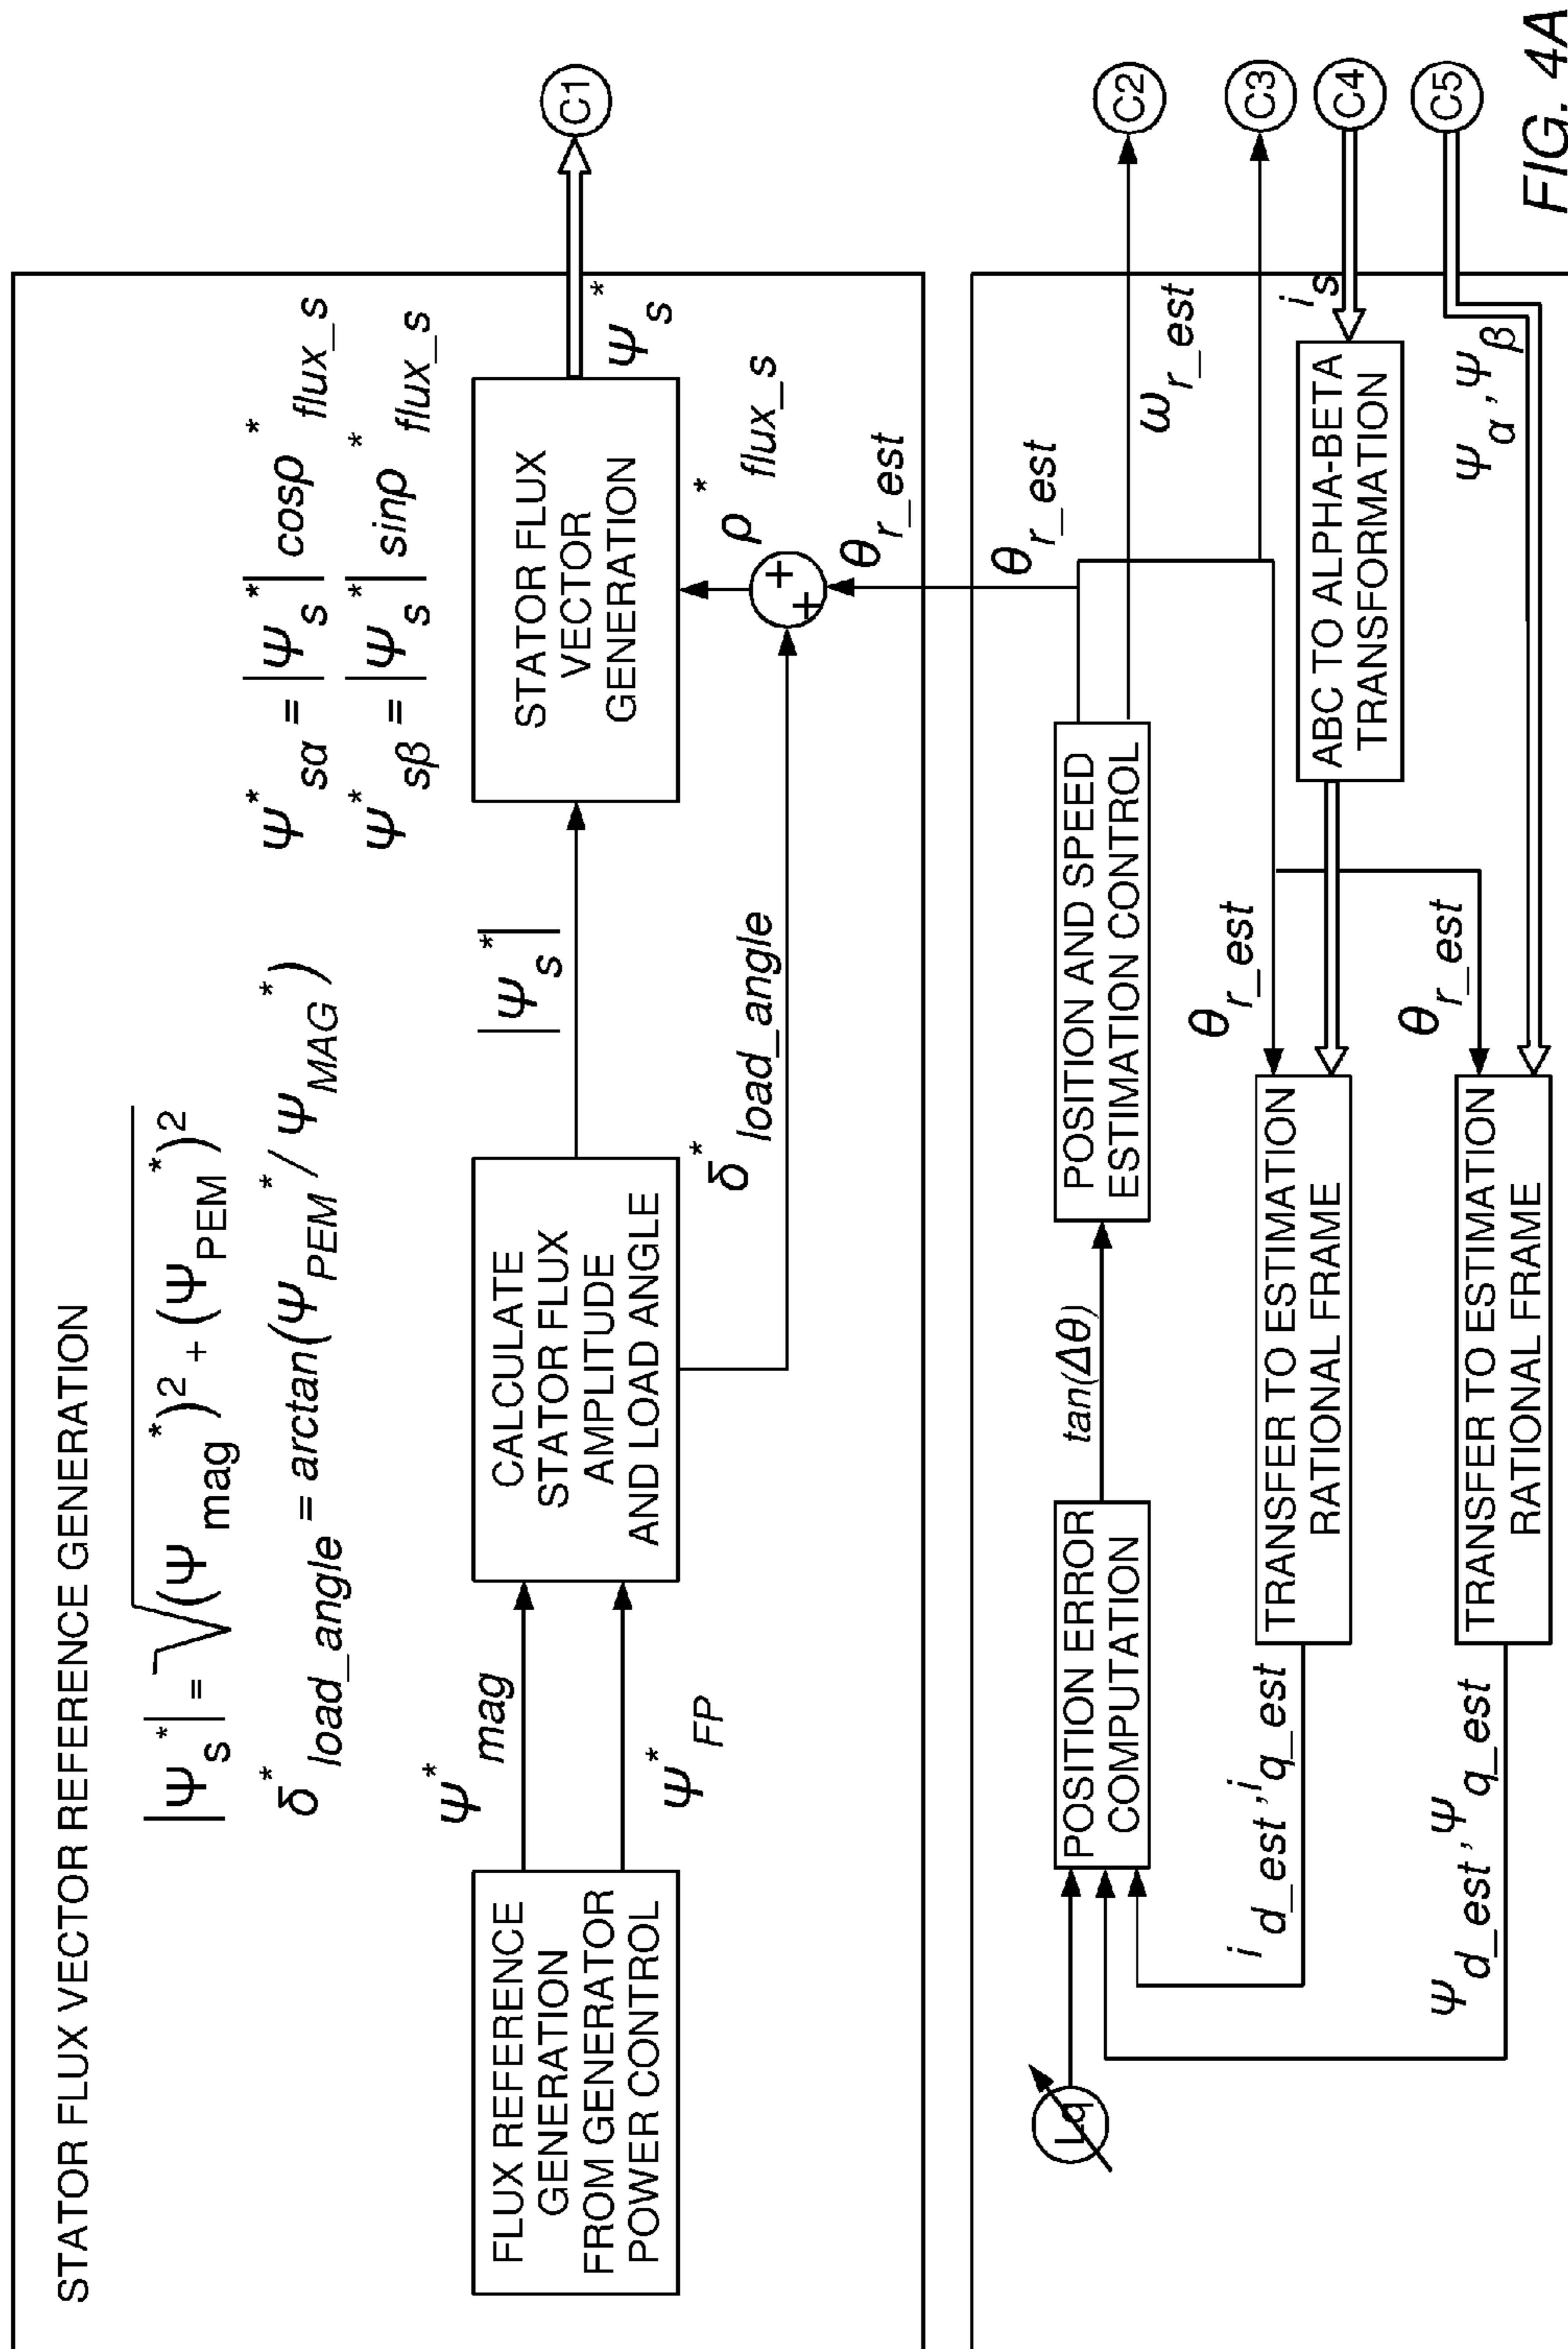 STATOR FLUX VECTOR REFERENCE GENERATION
|Ψs*| = √(Ψmag*)2 + (ΨPEM*)2
δ*load_angle = arctan(ΨPEM* / ΨMAG*)
Ψ*sα = |Ψs*| cosρ*flux_s
Ψ*sβ = |Ψs*| sinρ*flux_s
FLUX REFERENCE
GENERATION
FROM GENERATOR
POWER CONTROL
Ψ*mag
Ψ*FP
CALCULATE
STATOR FLUX
AMPLITUDE
AND LOAD ANGLE
|Ψs*|
δ*load_angle
STATOR FLUX
VECTOR
GENERATION
Ψs*
C1
+
+
ρ*flux_s
θr_est
Lq
POSITION ERROR
COMPUTATION
tan(Δθ)
POSITION AND SPEED
ESTIMATION CONTROL
θr_est
ωr_est
C2
C3
id_est, iq_est
TRANSFER TO ESTIMATION
RATIONAL FRAME
θr_est
ABC TO ALPHA-BETA
TRANSFORMATION
is
C4
Ψd_est, Ψq_est
TRANSFER TO ESTIMATION
RATIONAL FRAME
θr_est
Ψα, Ψβ
C5
FIG. 4A